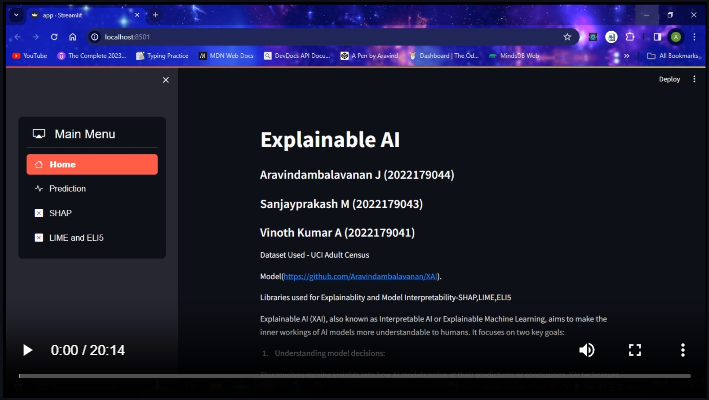 app · Streamlit
localhost:8501
YouTube
The Complete 2023...
Typing Practice
MDN Web Docs
DevDocs API Docu...
A Pen by Aravind...
Dashboard | The Od...
MindsDB Web
All Bookmarks
Deploy
Main Menu
Home
Prediction
SHAP
LIME and ELI5
Explainable AI
Aravindambalavanan J (2022179044)
Sanjayprakash M (2022179043)
Vinoth Kumar A (2022179041)
Dataset Used - UCI Adult Census
Model(https://github.com/Aravindambalavanan/XAI).
Libraries used for Explainablity and Model Interpretability-SHAP,LIME,ELI5
Explainable AI (XAI), also known as Interpretable AI or Explainable Machine Learning, aims to make the
inner workings of AI models more understandable to humans. It focuses on two key goals:
1. Understanding model decisions:
0:00 / 20:14